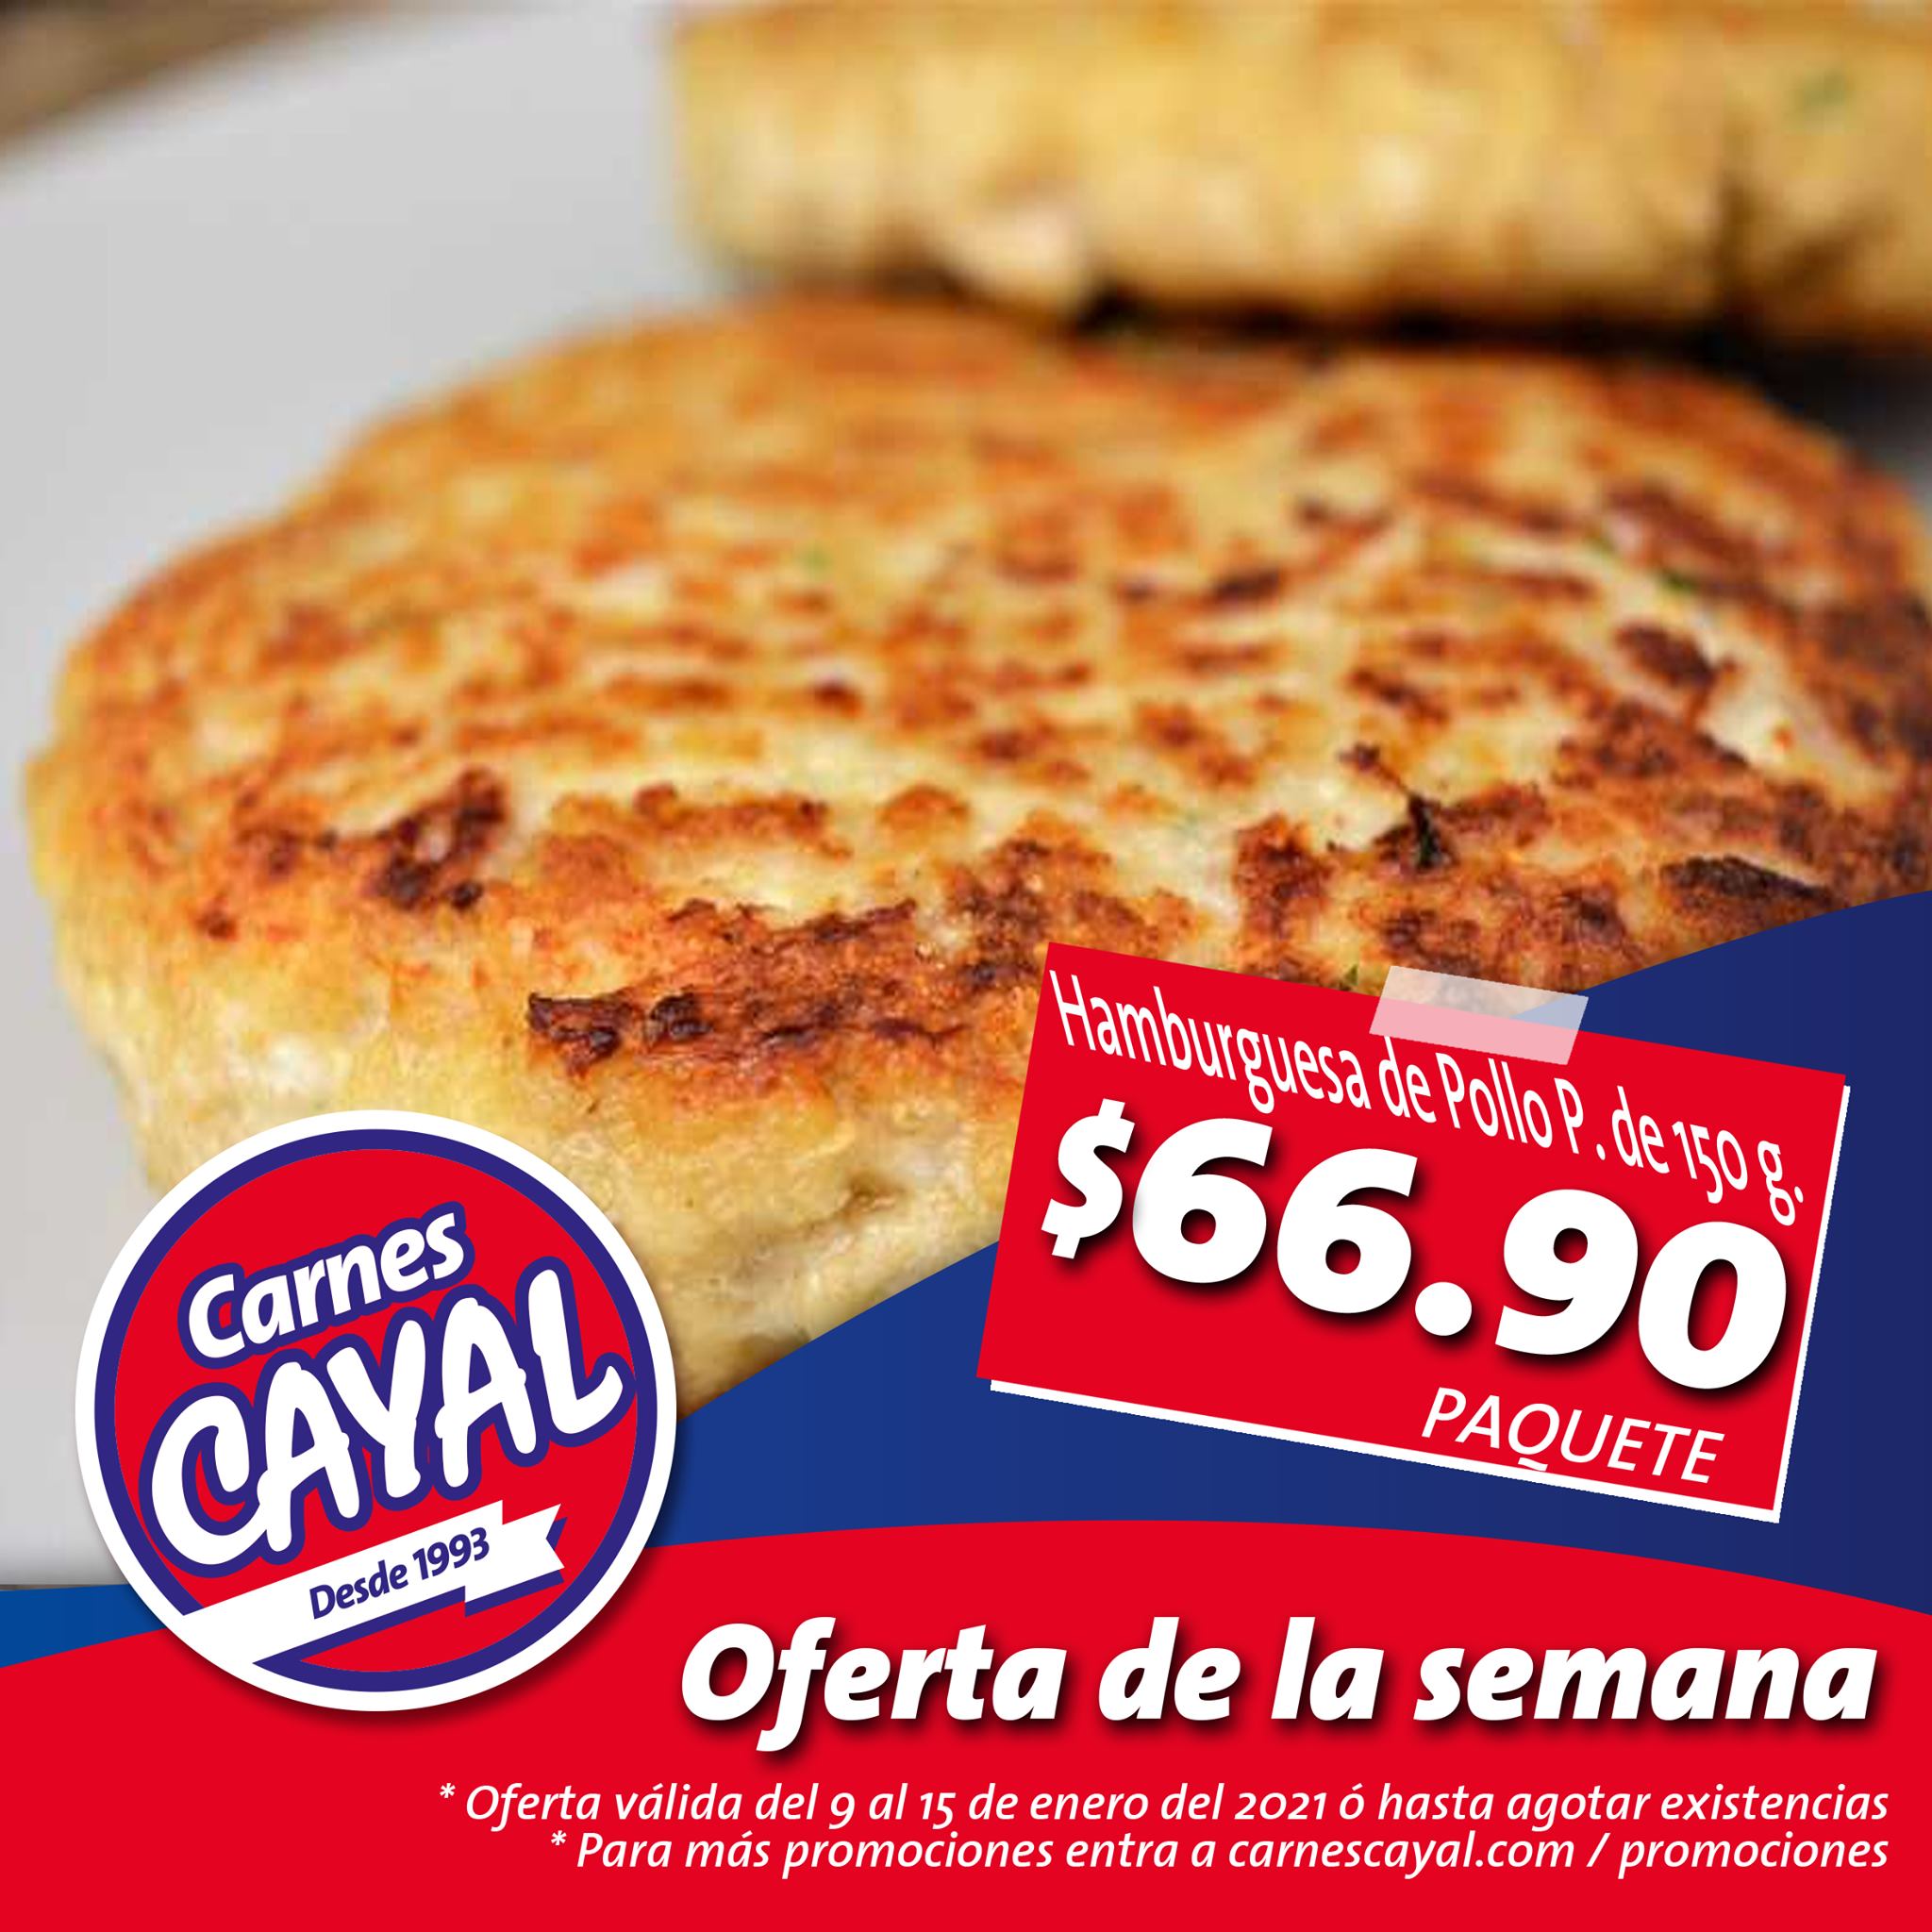 Hamburguesa de Pollo P. de 150 g.
$66.90
PAQUETE
Carnes
CAYAL
Desde 1993
Oferta de la semana
* Oferta válida del 9 al 15 de enero del 2021 ó hasta agotar existencias
* Para más promociones entra a carnescayal.com / promociones